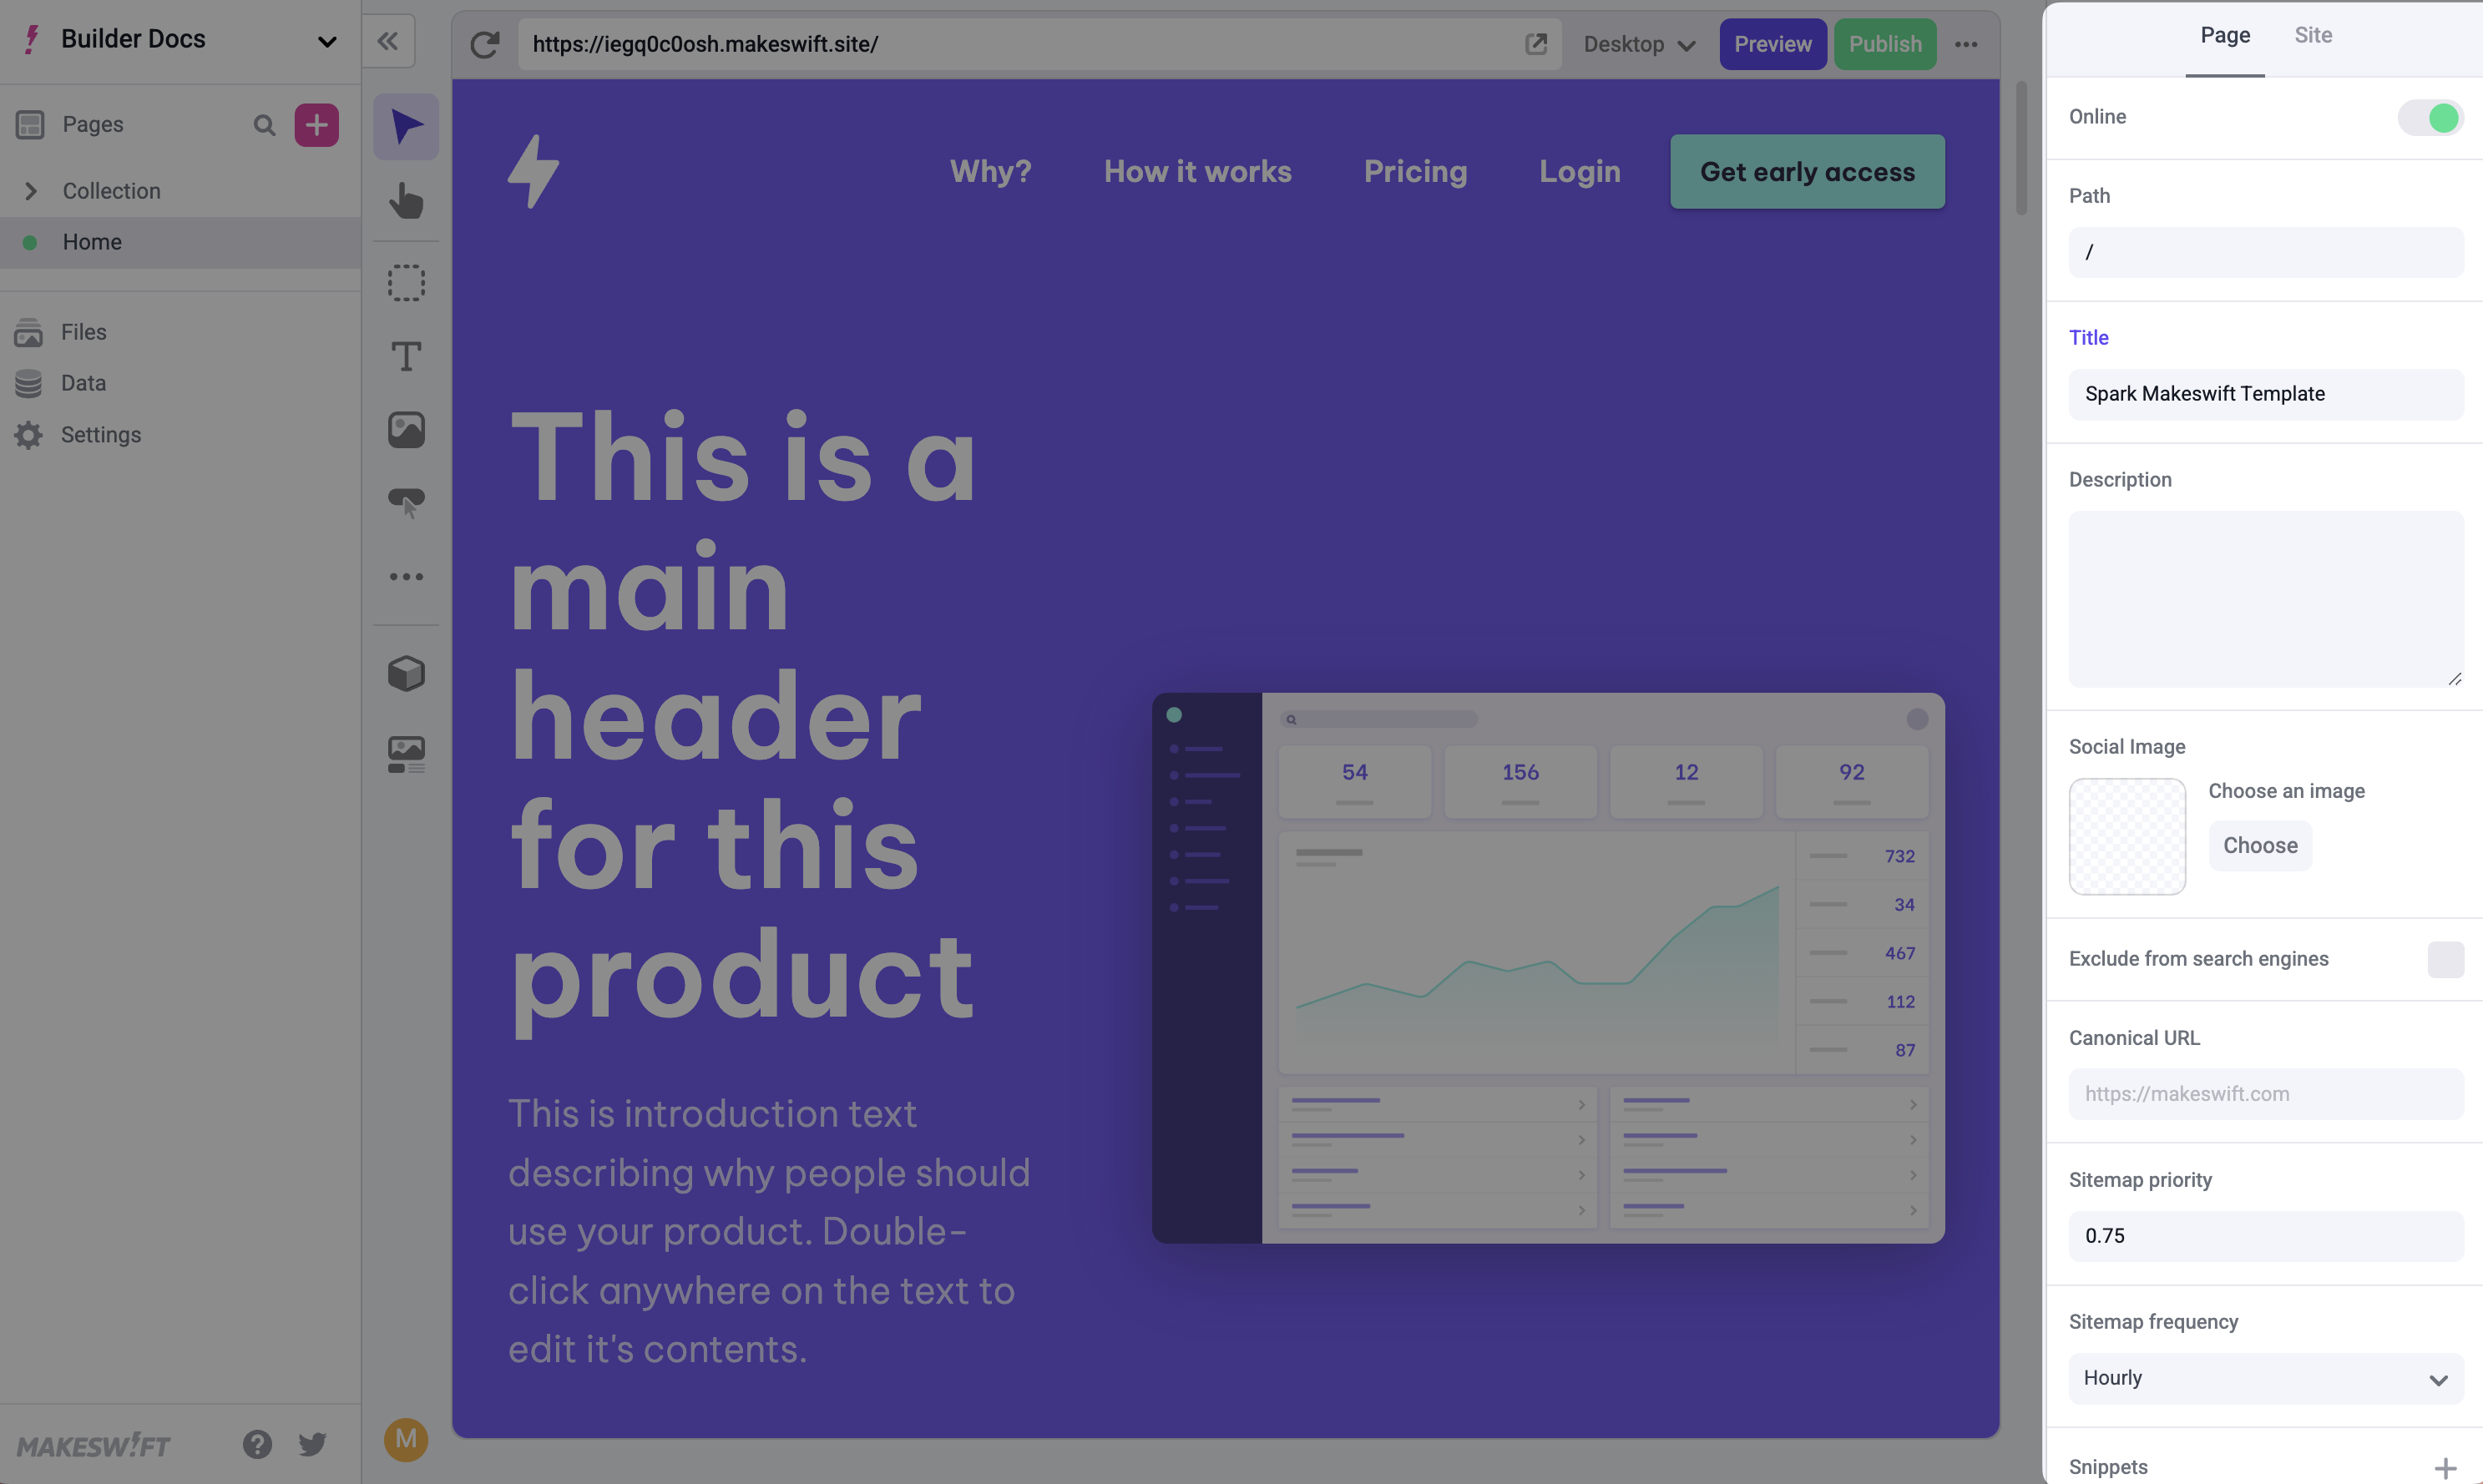 Builder Docs
Pages
Collection
Home
Files
Data
Settings
MAKESWIFT
M
https://iegq0c0osh.makeswift.site/
Desktop
Preview
Publish
Why?
How it works
Pricing
Login
Get early access
This is a
main
header
for this
product
This is introduction text
describing why people should
use your product. Double-
click anywhere on the text to
edit it's contents.
54
156
12
92
732
34
467
112
87
Page
Site
Online
Path
/
Title
Spark Makeswift Template
Description
Social Image
Choose an image
Choose
Exclude from search engines
Canonical URL
https://makeswift.com
Sitemap priority
0.75
Sitemap frequency
Hourly
Snippets